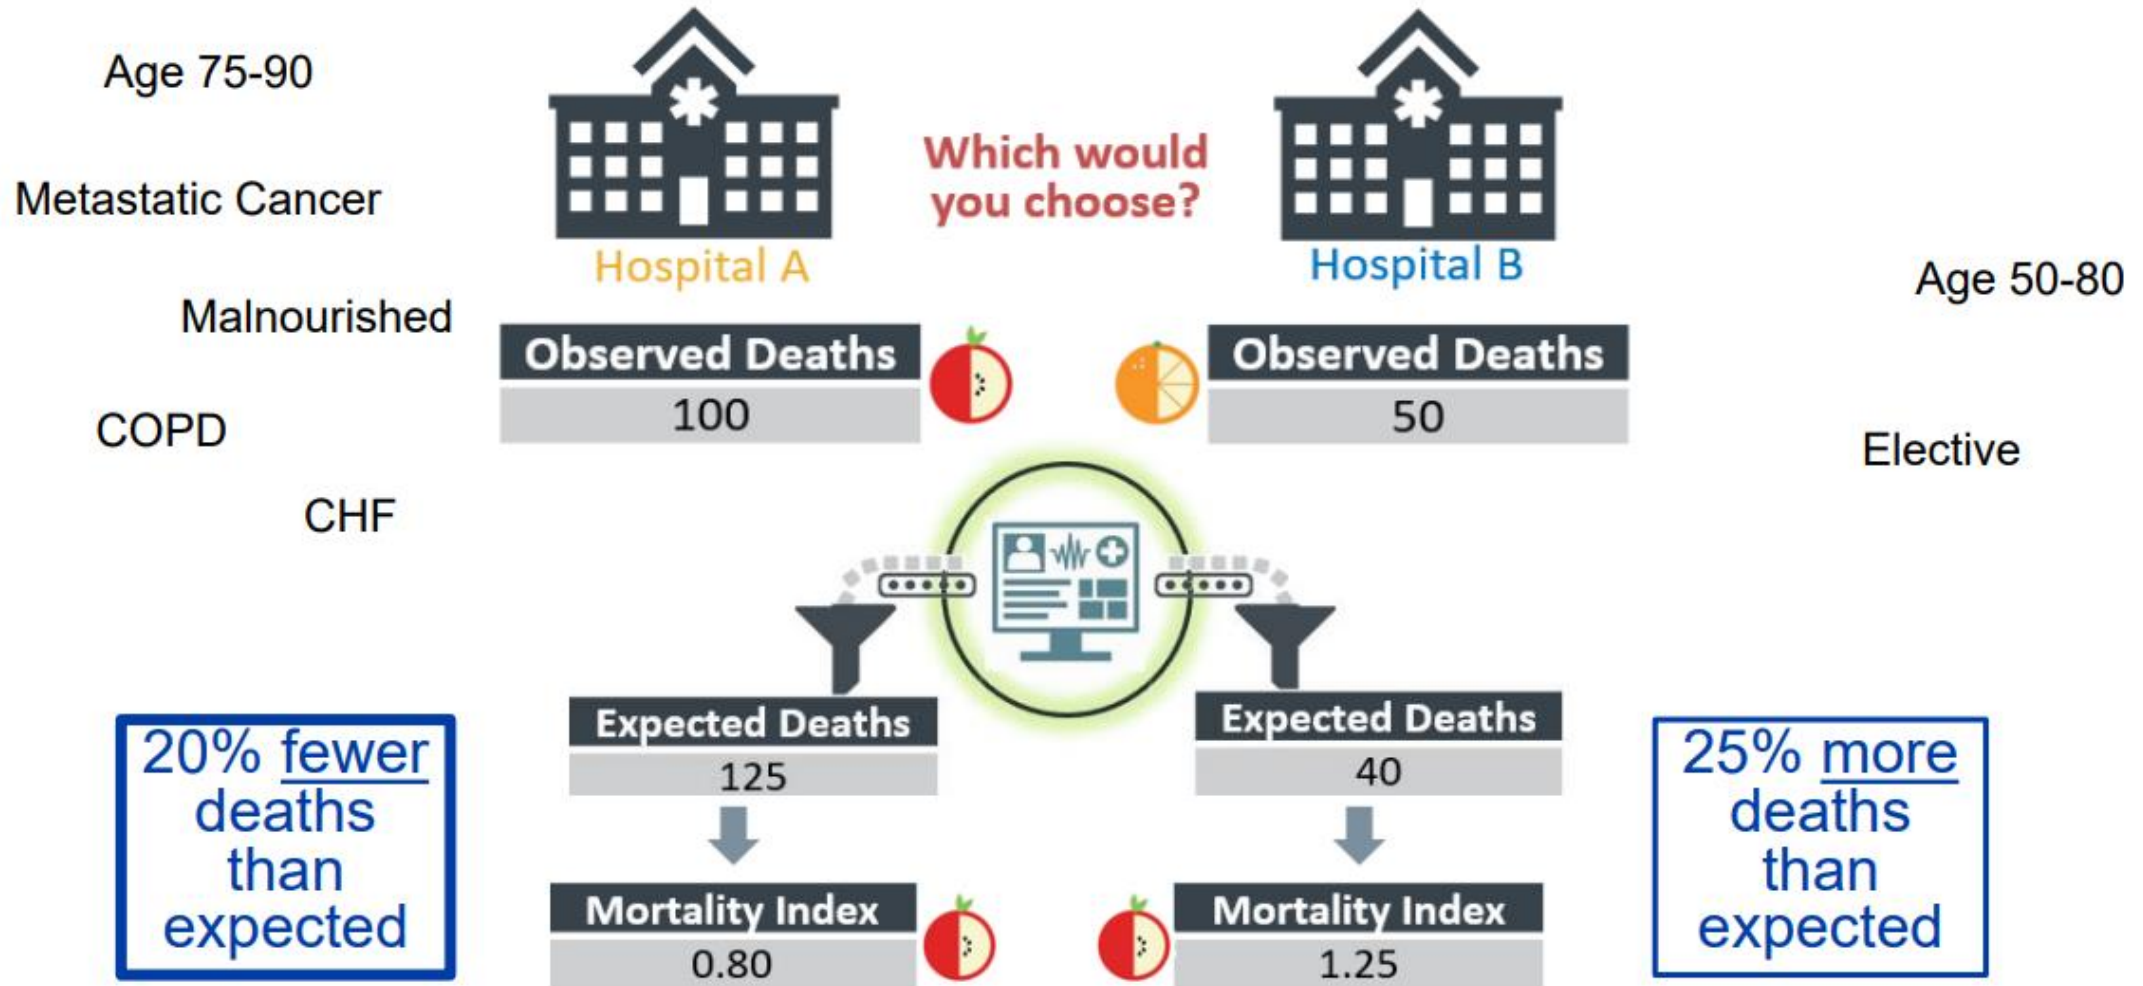 Age 75-90
Metastatic Cancer
Malnourished
COPD
CHF
Which would
you choose?
Hospital A
Hospital B
Age 50-80
Elective
Observed Deaths
100
Observed Deaths
50
Expected Deaths
125
Expected Deaths
40
20% fewer
deaths
than
expected
25% more
deaths
than
expected
Mortality Index
0.80
Mortality Index
1.25